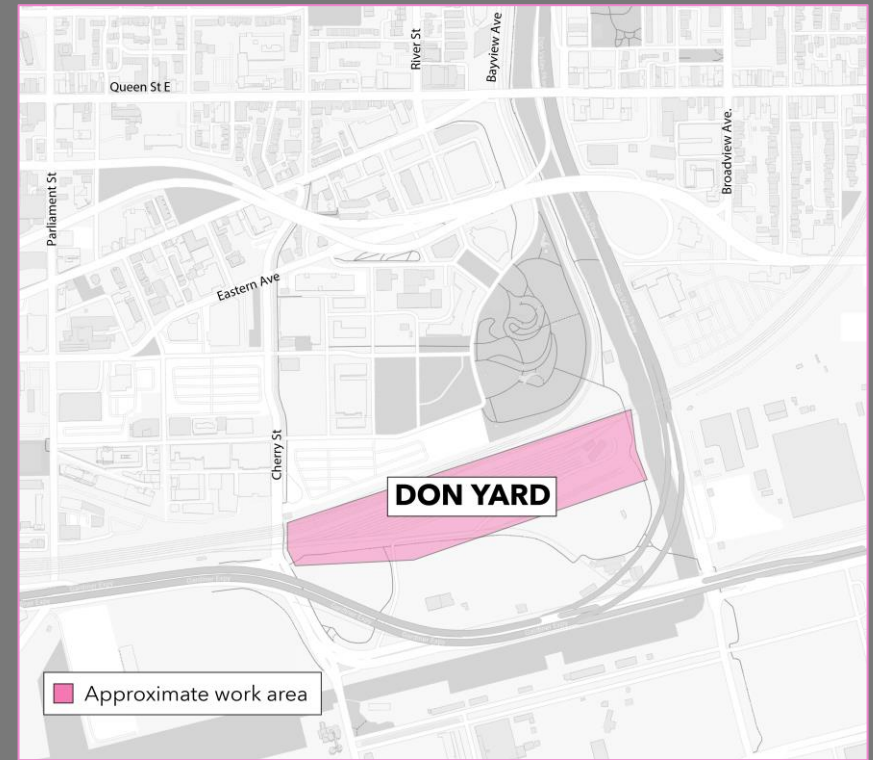 River St
Bayview Ave
Queen St E
Broadview Ave.
Parliament St
Eastern Ave
Cherry St
DON YARD
Approximate work area